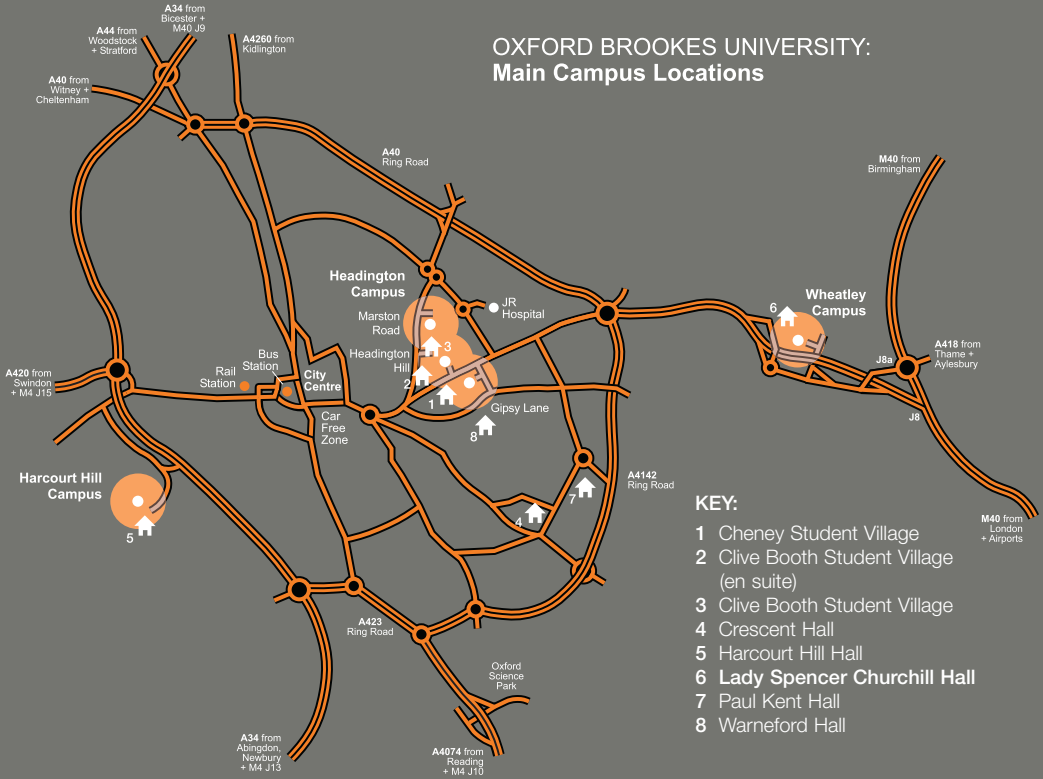 A34 from
Bicester +
M40 J9
A44 from
Woodstock
+ Stratford
A4260 from
Kidlington
A40 from
Witney +
Cheltenham
OXFORD BROOKES UNIVERSITY:
Main Campus Locations
A40
Ring Road
M40 from
Birmingham
Headington
Campus
Marston
Road
JR
Hospital
3
Headington
Hill
2
1
Gipsy Lane
8
6
Wheatley
Campus
J8a
A418 from
Thame +
Aylesbury
J8
Bus
Station
Rail
Station
City
Centre
Car
Free
Zone
A420 from
Swindon
+ M4 J15
Harcourt Hill
Campus
5
A4142
Ring Road
7
4
M40 from
London
+ Airports
A423
Ring Road
Oxford
Science
Park
A34 from
Abingdon,
Newbury
+ M4 J13
A4074 from
Reading
+ M4 J10
KEY:
1 Cheney Student Village
2 Clive Booth Student Village
(en suite)
3 Clive Booth Student Village
4 Crescent Hall
5 Harcourt Hill Hall
6 Lady Spencer Churchill Hall
7 Paul Kent Hall
8 Warneford Hall